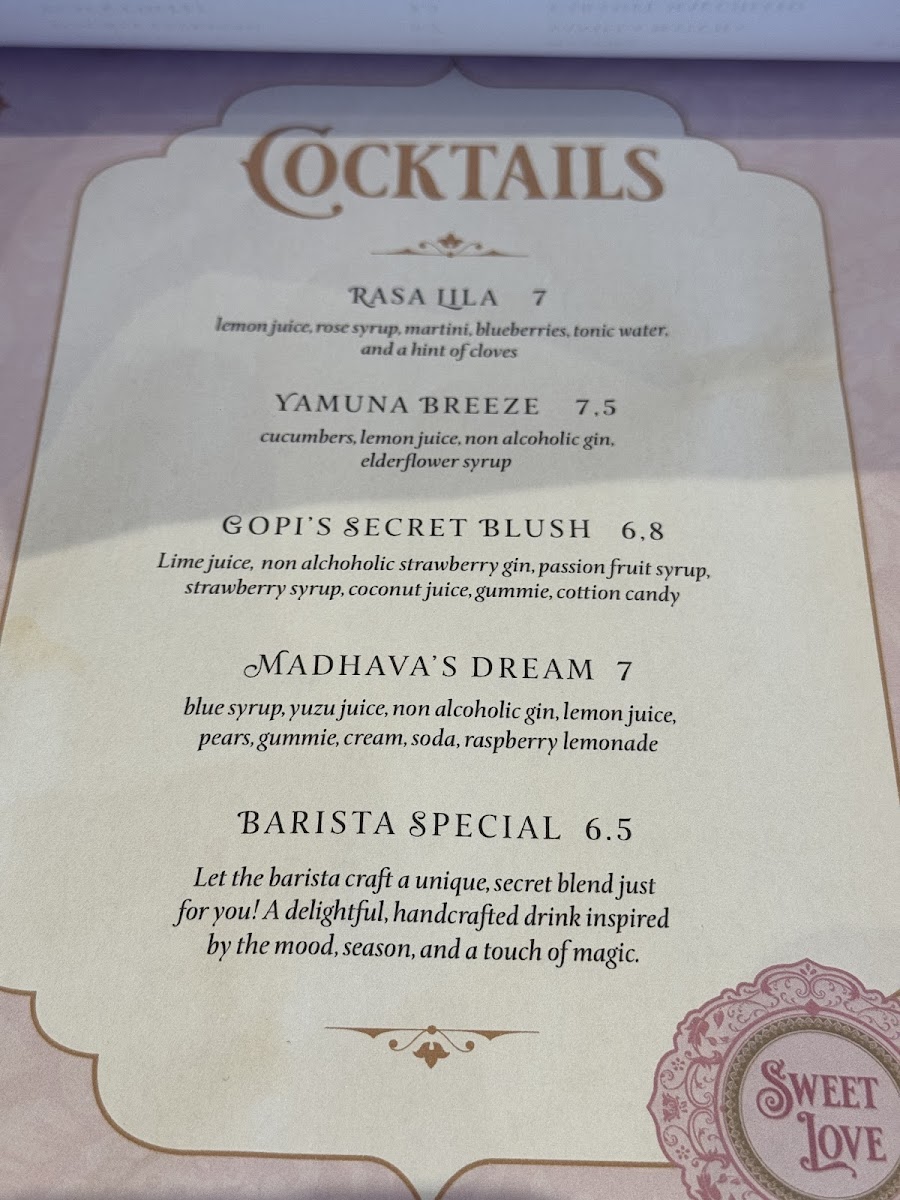 COCKTAILS
RASA LILA 7
lemon juice, rose syrup, martini, blueberries, tonic water,
and a hint of cloves
YAMUNA BREEZE 7,5
cucumbers, lemon juice, non alcoholic gin,
elderflower syrup
GOPI'S SECRET BLUSH 6,8
Lime juice, non alchoholic strawberry gin, passion fruit syrup,
strawberry syrup, coconut juice, gummie, cottion candy
MADHAVA'S DREAM 7
blue syrup, yuzu juice, non alcoholic gin, lemon juice,
pears, gummie, cream, soda, raspberry lemonade
BARISTA SPECIAL 6.5
Let the barista craft a unique, secret blend just
for you! A delightful, handcrafted drink inspired
by the mood, season, and a touch of magic.
SWEET
LOVE